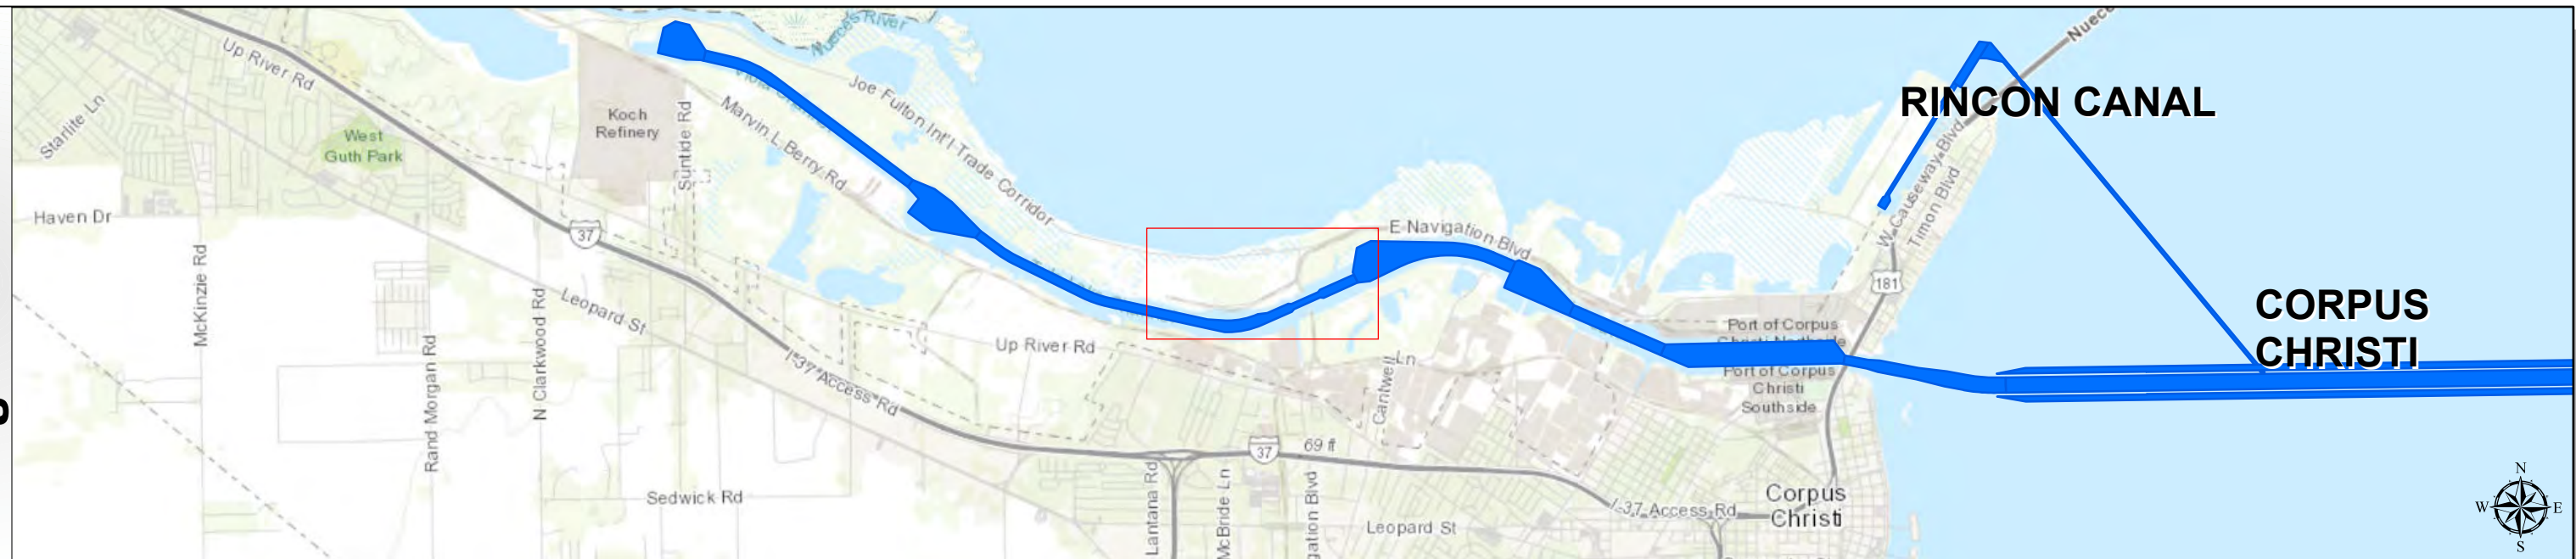 Nueces River
Nuece
Up River Rd
Joe Fulton Int'l Trade Corridor
RINCON CANAL
Koch
Refinery
Suntide Rd
Marvin L Berry Rd
Starlite Ln
West
Guth Park
W Causeway Blvd
Timon Blvd
Haven Dr
37
E Navigation Blvd
McKinzie Rd
181
CORPUS
CHRISTI
Leopard St
N Clarkwood Rd
Rand Morgan Rd
Up River Rd
Port of Corpus
Port of Corpus
Christi
Southside
I-37 Access Rd
Cantwell Ln
37
69 ft
Lantana Rd
McBride Ln
gation Blvd
Sedwick Rd
Leopard St
I-37 Access Rd
Corpus
Christi
N
W
E
S